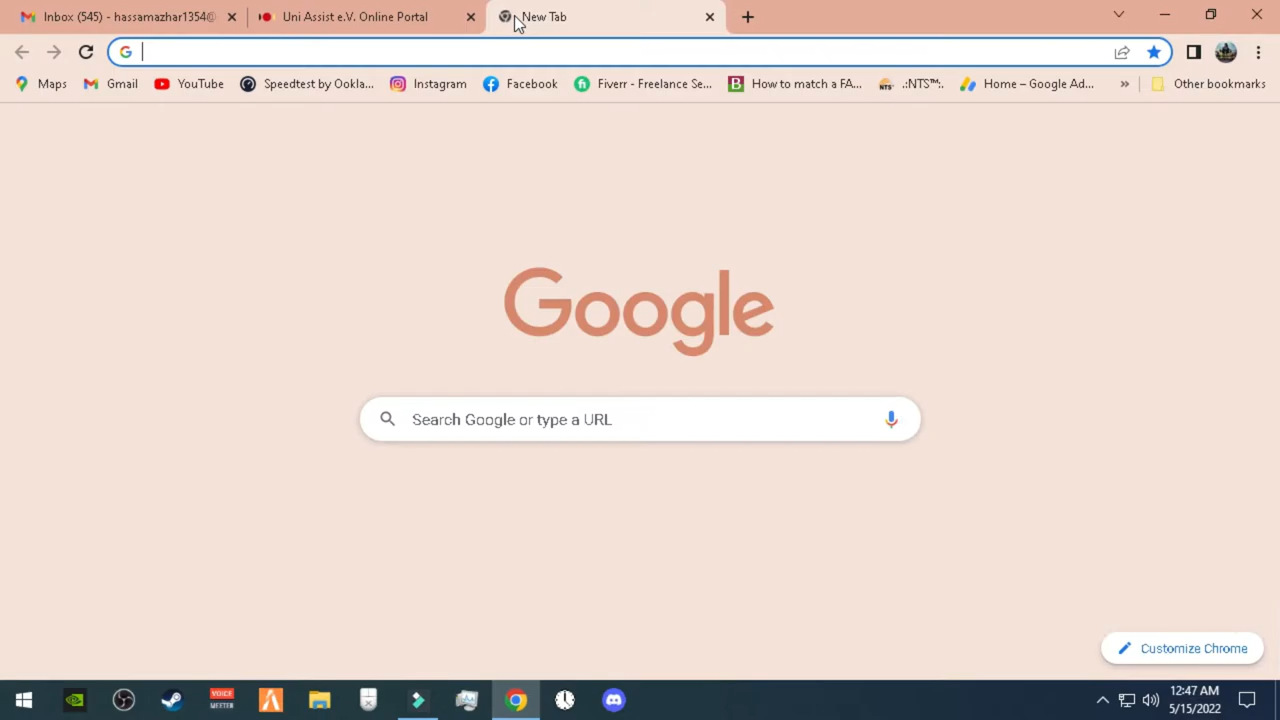 Inbox (545) - hassamazhar1354@
Uni Assist e.V. Online Portal
New Tab
Maps
Gmail
YouTube
Speedtest by Ookla...
Instagram
Facebook
Fiverr - Freelance Se...
B
How to match a FA...
NTS
.:NTS™:.
Home – Google Ad...
»
Other bookmarks
Google
Search Google or type a URL
Customize Chrome
VOICE
MEETER
12:47 AM
5/15/2022